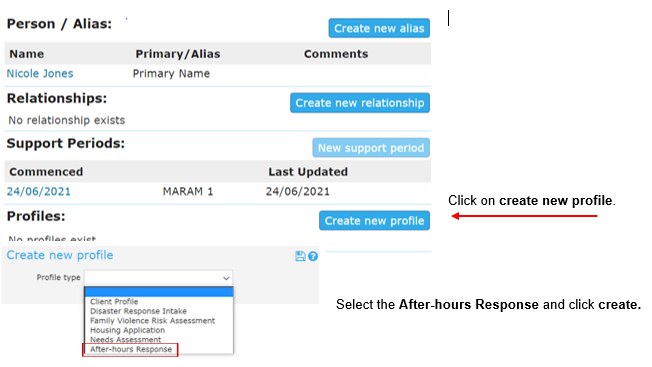 Person / Alias:
Create new alias
Name Primary/Alias Comments
Nicole Jones Primary Name
Relationships:
Create new relationship
No relationship exists
Support Periods:
New support period
Commenced Last Updated
24/06/2021 MARAM 1 24/06/2021
Profiles:
Create new profile
No profiles exist
Click on create new profile.
Create new profile
Profile type
Client Profile
Disaster Response Intake
Family Violence Risk Assessment
Housing Application
Needs Assessment
After-hours Response
Select the After-hours Response and click create.